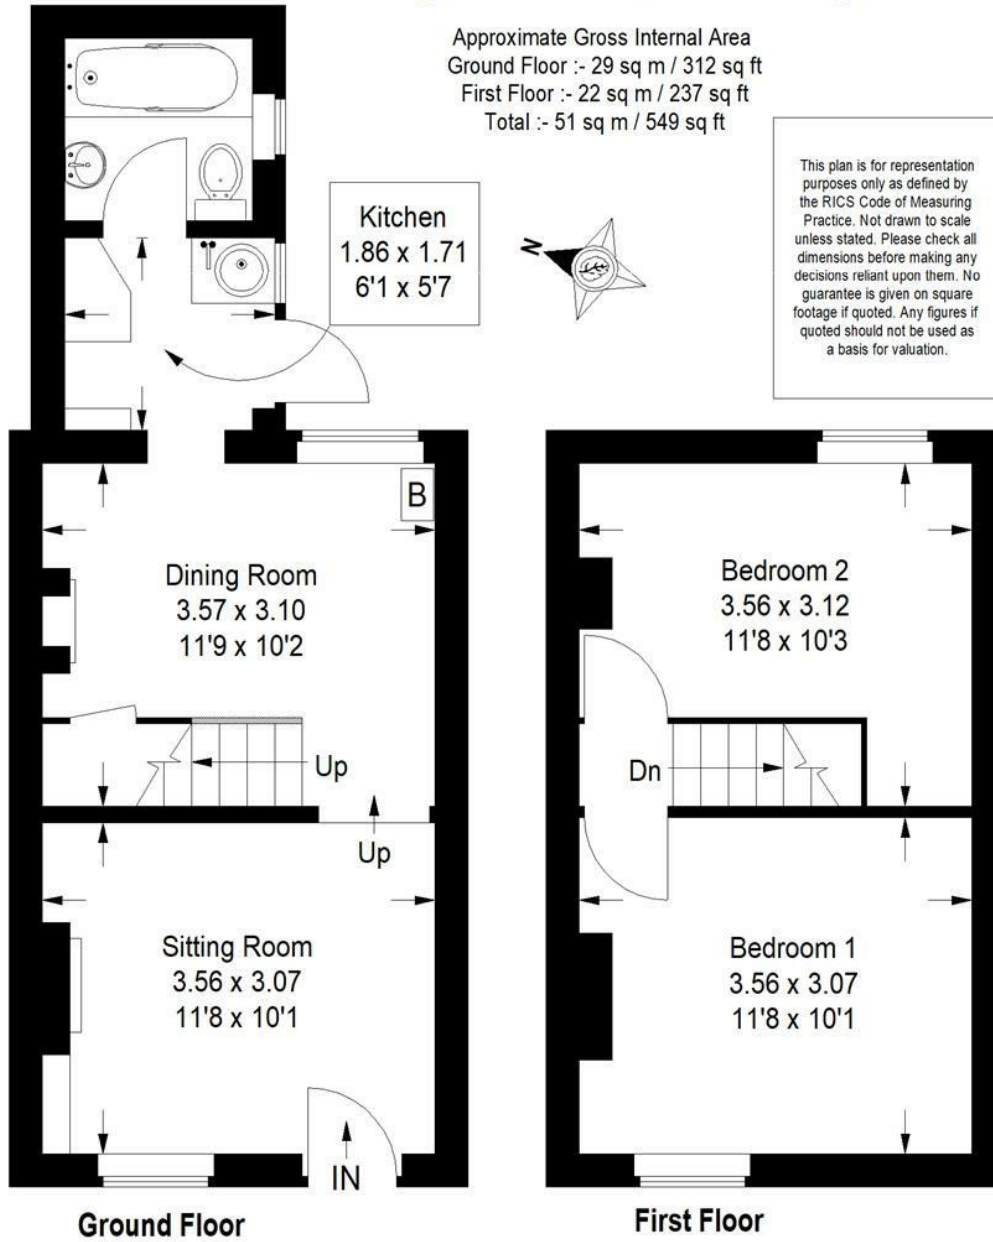 Approximate Gross Internal Area
Ground Floor :- 29 sq m / 312 sq ft
First Floor :- 22 sq m / 237 sq ft
Total :- 51 sq m / 549 sq ft
This plan is for representation
purposes only as defined by
the RICS Code of Measuring
Practice. Not drawn to scale
unless stated. Please check all
dimensions before making any
decisions reliant upon them. No
guarantee is given on square
footage if quoted. Any figures if
quoted should not be used as
a basis for valuation.
Kitchen
1.86 x 1.71
6'1 x 5'7
N
B
Dining Room
3.57 x 3.10
11'9 x 10'2
Up
Up
Sitting Room
3.56 x 3.07
11'8 x 10'1
IN
Ground Floor
Bedroom 2
3.56 x 3.12
11'8 x 10'3
Dn
Bedroom 1
3.56 x 3.07
11'8 x 10'1
First Floor